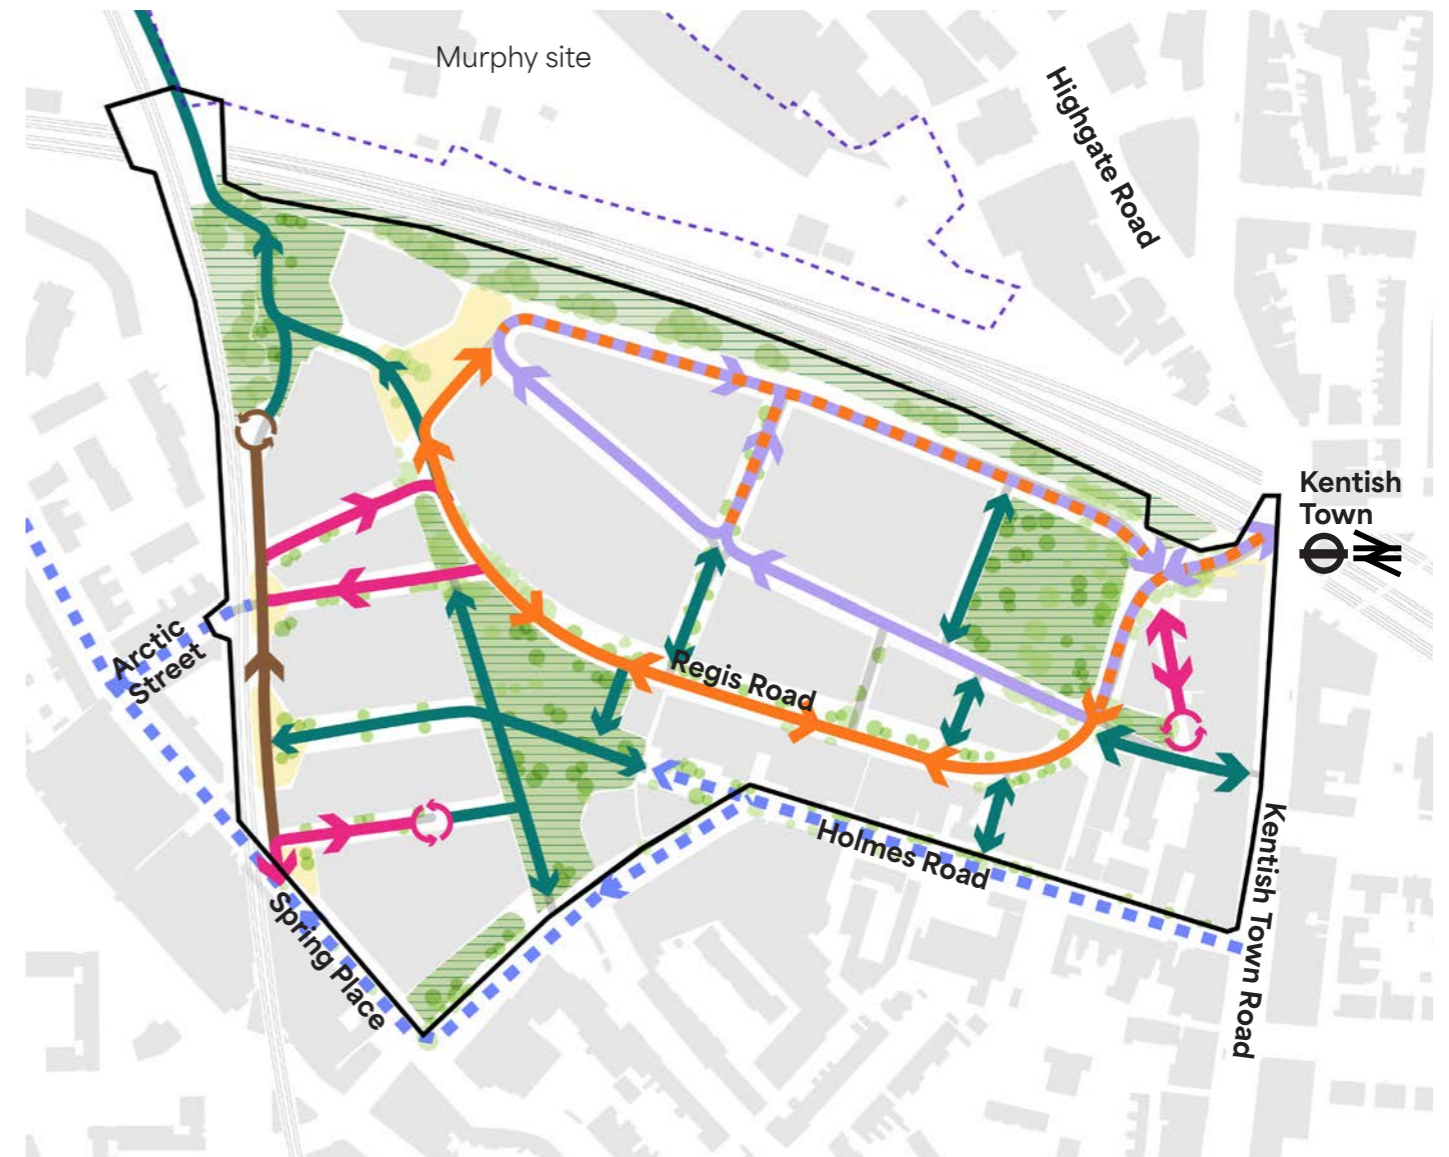 Murphy site
Highgate Road
Kentish
Town
Arctic
Street
Regis Road
Holmes Road
Spring Place
Kentish Town Road